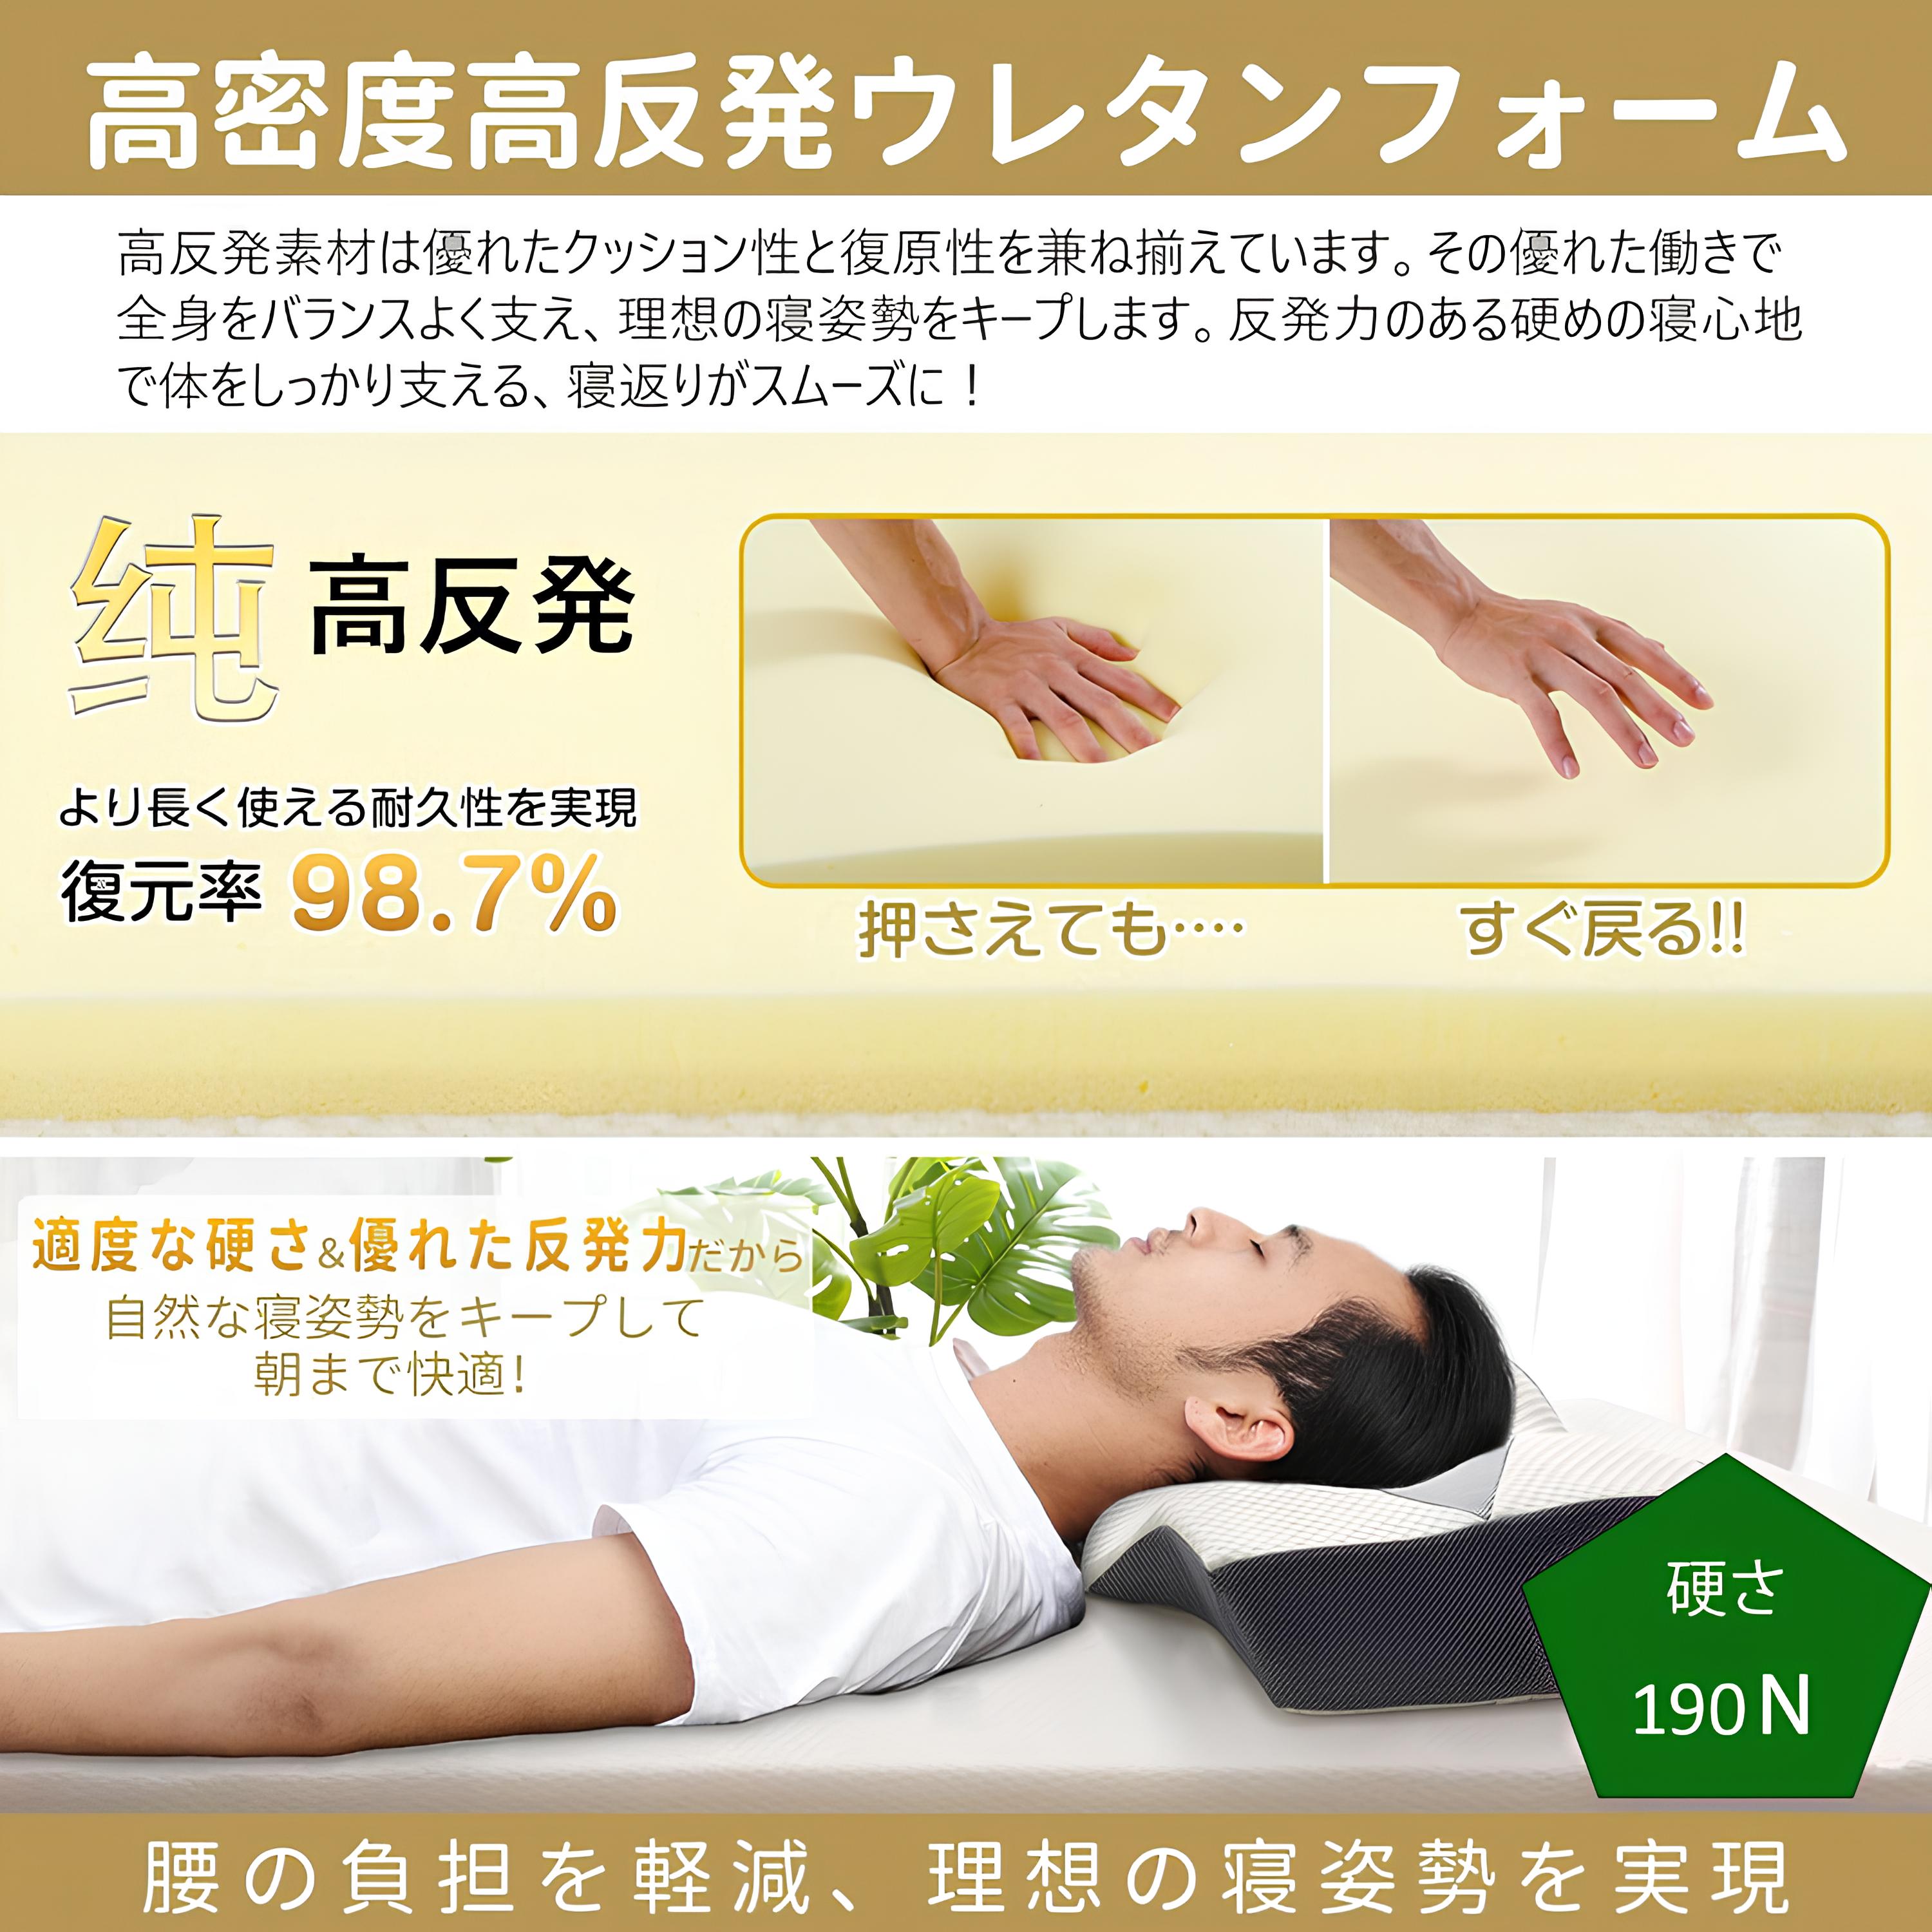 高密度高反発ウレタンフォーム
高反発素材は優れたクッション性と復原性を兼ね揃えています。その優れた働きで
全身をバランスよく支え、理想の寝姿勢をキープします。反発力のある硬めの寝心地
で体をしっかり支える、寝返りがスムーズに！
纯 高反発
より長く使える耐久性を実現
復元率 98.7%
押さえても‥‥
すぐ戻る!!
適度な硬さ&優れた反発力だから
自然な寝姿勢をキープして
朝まで快適!
硬さ
190N
腰の負担を軽減、理想の寝姿勢を実現